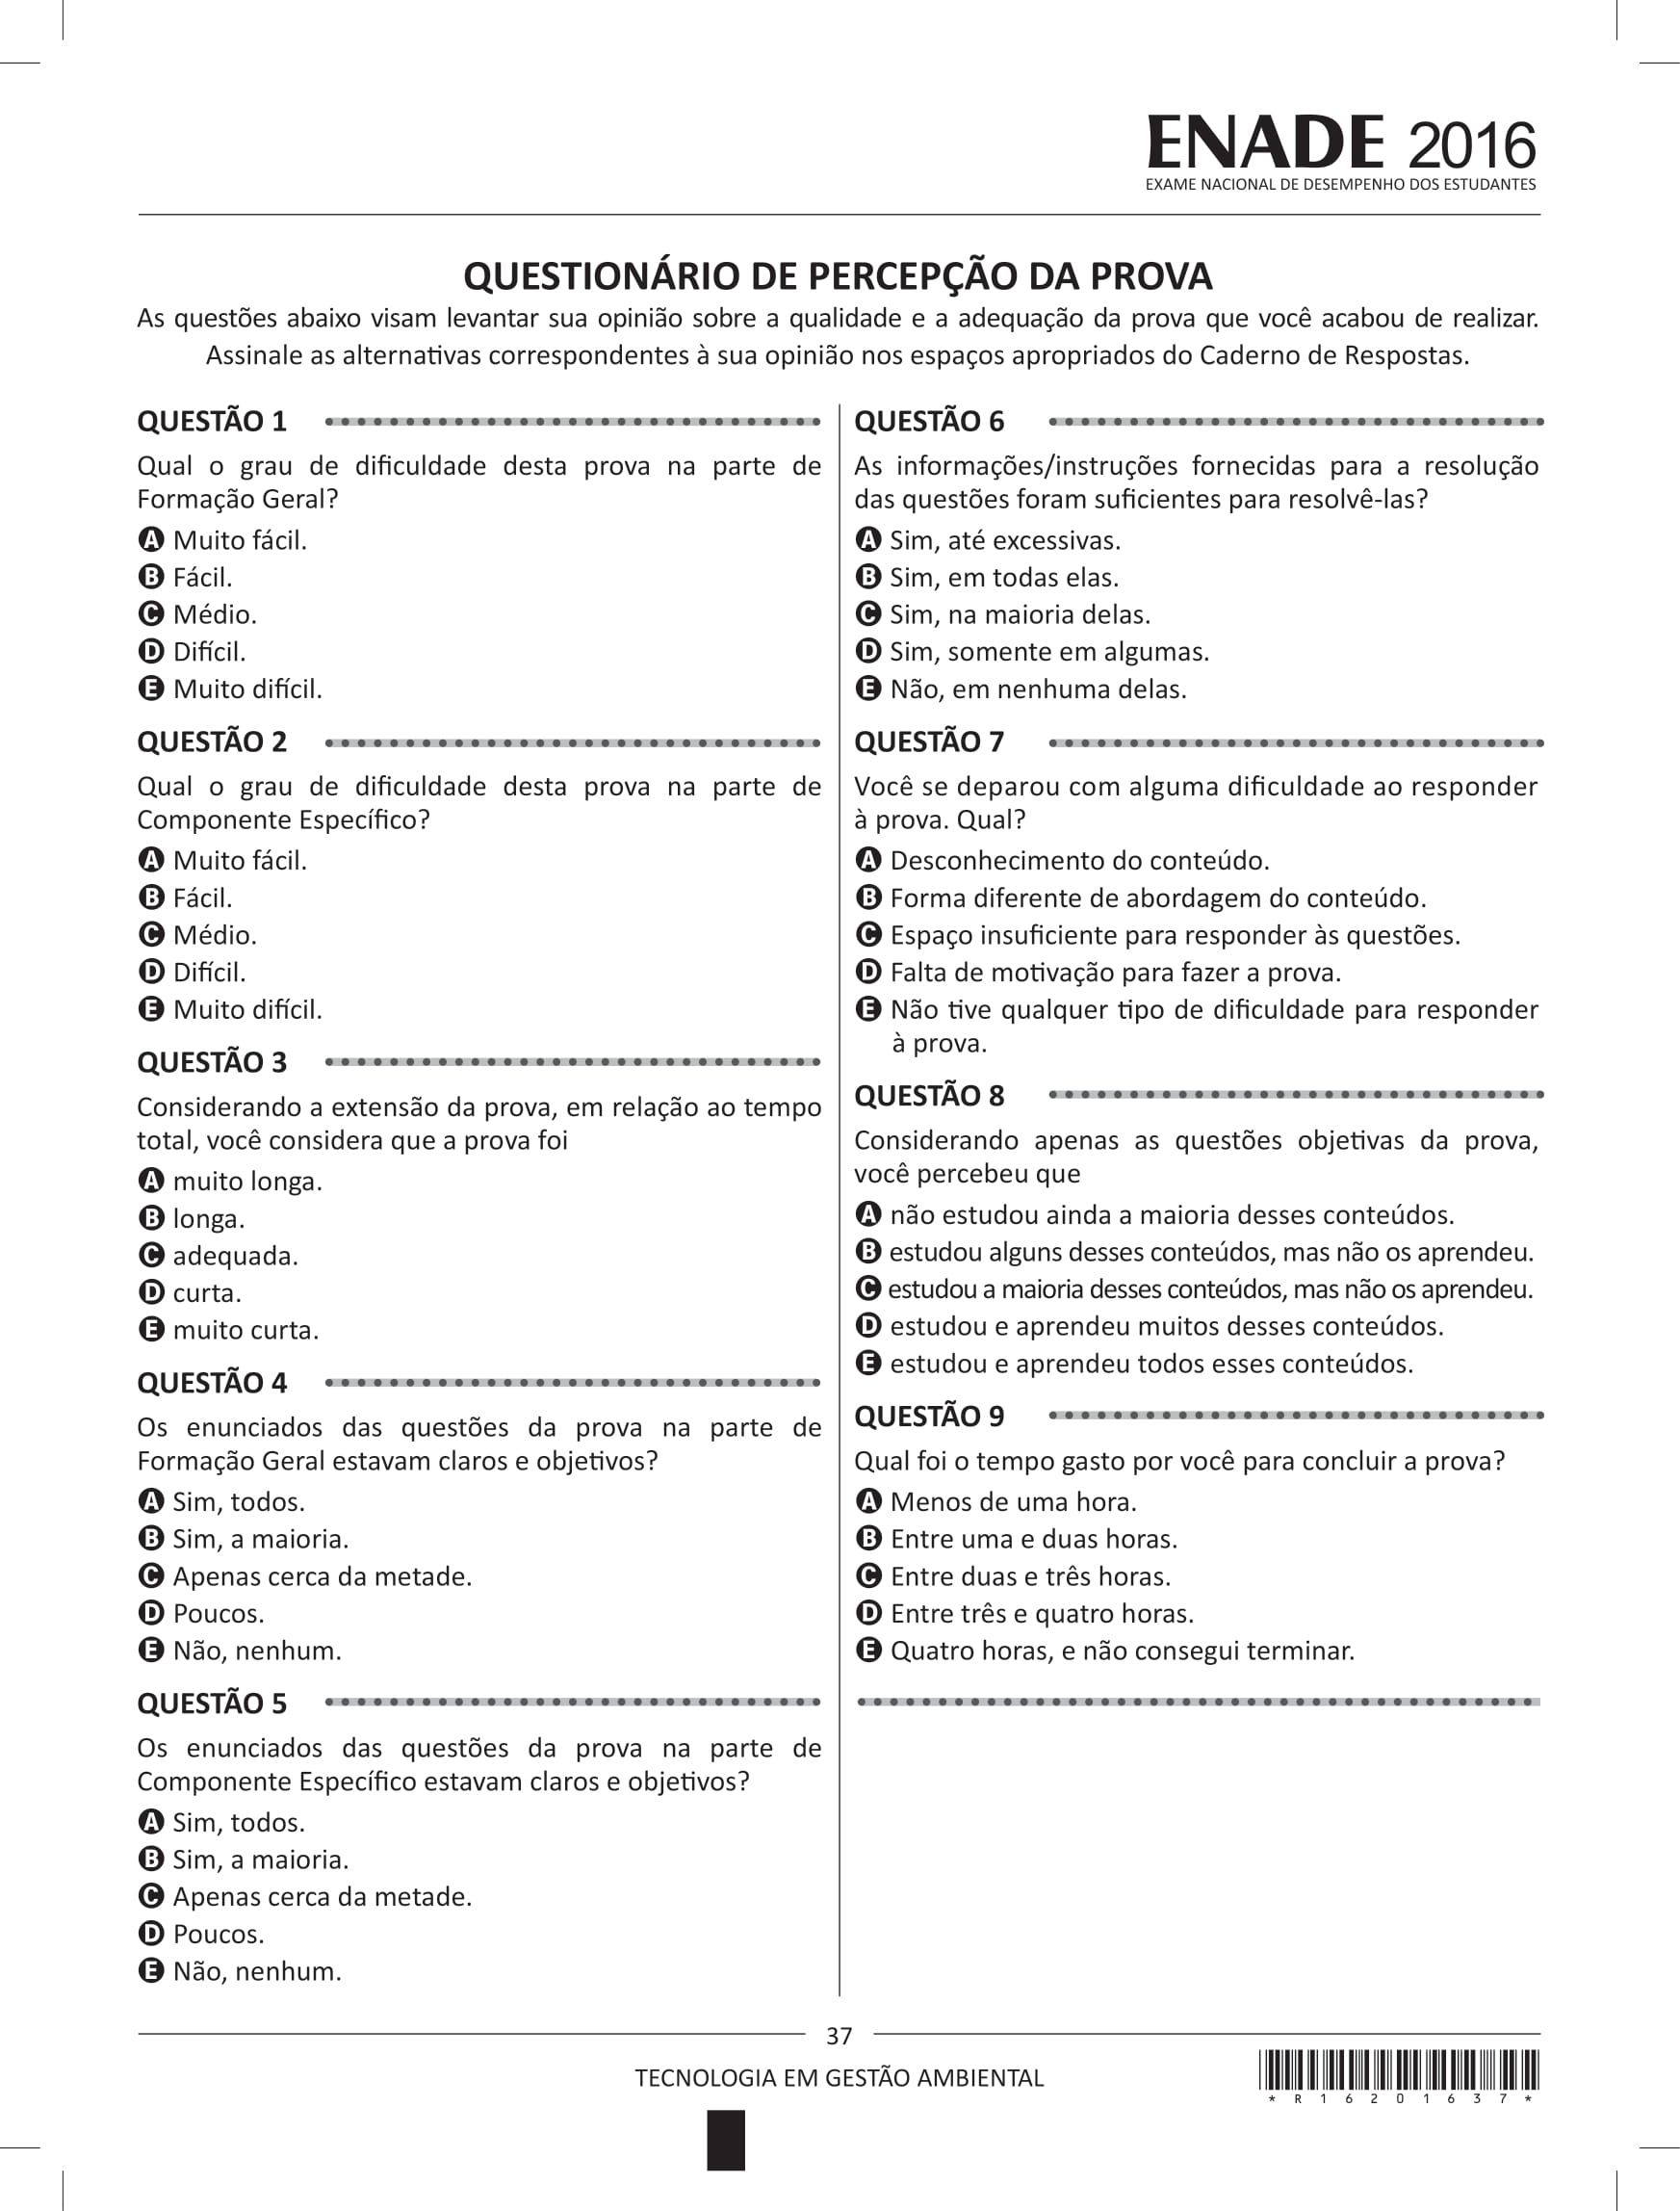 ENADE 2016
EXAME NACIONAL DE DESEMPENHO DOS ESTUDANTES
QUESTIONÁRIO DE PERCEPÇÃO DA PROVA
As questões abaixo visam levantar sua opinião sobre a qualidade e a adequação da prova que você acabou de realizar.
Assinale as alternativas correspondentes à sua opinião nos espaços apropriados do Caderno de Respostas.
QUESTÃO 1
Qual o grau de dificuldade desta prova na parte de
Formação Geral?
A Muito fácil.
B Fácil.
C Médio.
D Difícil.
E Muito difícil.
QUESTÃO 2
Qual o grau de dificuldade desta prova na parte de
Componente Específico?
A Muito fácil.
B Fácil.
C Médio.
D Difícil.
E Muito difícil.
QUESTÃO 3
Considerando a extensão da prova, em relação ao tempo
total, você considera que a prova foi
A muito longa.
B longa.
C adequada.
D curta.
E muito curta.
QUESTÃO 4
Os enunciados das questões da prova na parte de
Formação Geral estavam claros e objetivos?
A Sim, todos.
B Sim, a maioria.
C Apenas cerca da metade.
D Poucos.
E Não, nenhum.
QUESTÃO 5
Os enunciados das questões da prova na parte de
Componente Específico estavam claros e objetivos?
A Sim, todos.
B Sim, a maioria.
C Apenas cerca da metade.
D Poucos.
E Não, nenhum.
QUESTÃO 6
As informações/instruções fornecidas para a resolução
das questões foram suficientes para resolvê-las?
A Sim, até excessivas.
B Sim, em todas elas.
C Sim, na maioria delas.
D Sim, somente em algumas.
E Não, em nenhuma delas.
QUESTÃO 7
Você se deparou com alguma dificuldade ao responder
à prova. Qual?
A Desconhecimento do conteúdo.
B Forma diferente de abordagem do conteúdo.
C Espaço insuficiente para responder às questões.
D Falta de motivação para fazer a prova.
E Não tive qualquer tipo de dificuldade para responder
à prova.
QUESTÃO 8
Considerando apenas as questões objetivas da prova,
você percebeu que
A não estudou ainda a maioria desses conteúdos.
B estudou alguns desses conteúdos, mas não os aprendeu.
C estudou a maioria desses conteúdos, mas não os aprendeu.
D estudou e aprendeu muitos desses conteúdos.
E estudou e aprendeu todos esses conteúdos.
QUESTÃO 9
Qual foi o tempo gasto por você para concluir a prova?
A Menos de uma hora.
B Entre uma e duas horas.
C Entre duas e três horas.
D Entre três e quatro horas.
E Quatro horas, e não consegui terminar.
37
TECNOLOGIA EM GESTÃO AMBIENTAL
* R 1 6 2 0 1 6 3 7 *